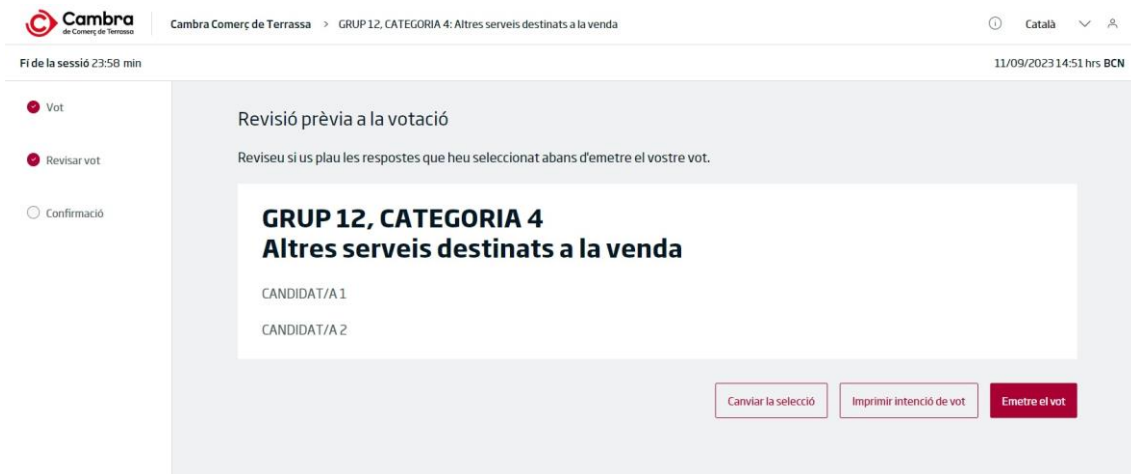 Cambra
de Comerç de Terrassa
Cambra Comerç de Terrassa > GRUP 12, CATEGORIA 4: Altres serveis destinats a la venda
Català
Fi de la sessió 23:58 min
11/09/2023 14:51 hrs BCN
Vot
Revisar vot
Confirmació
Revisió prèvia a la votació
Reviseu si us plau les respostes que heu seleccionat abans d'emetre el vostre vot.
GRUP 12, CATEGORIA 4
Altres serveis destinats a la venda
CANDIDAT/A 1
CANDIDAT/A 2
Canviar la selecció
Imprimir intenció de vot
Emetre el vot